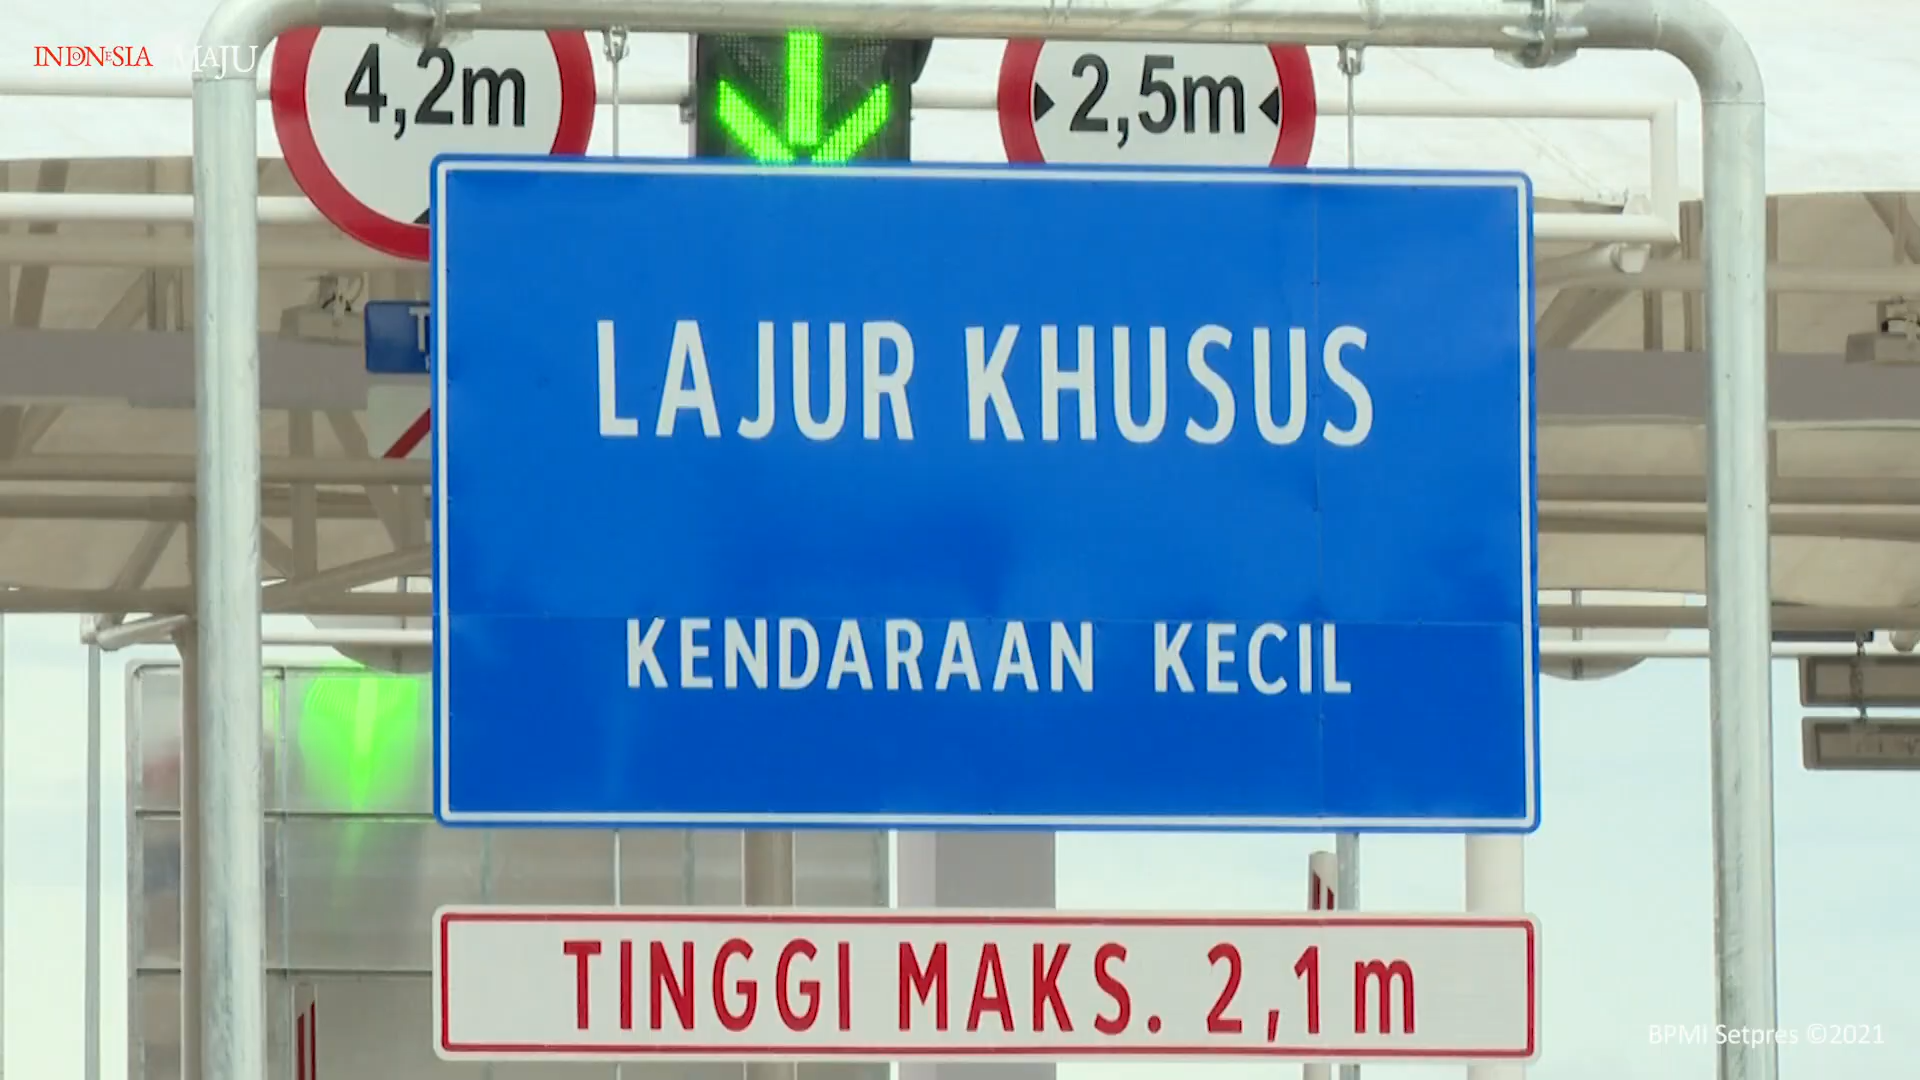 INDONESIA MAJU
4,2m
2,5m
LAJUR KHUSUS
KENDARAAN KECIL
TINGGI MAKS. 2,1m
BPMI Setpres ©2021